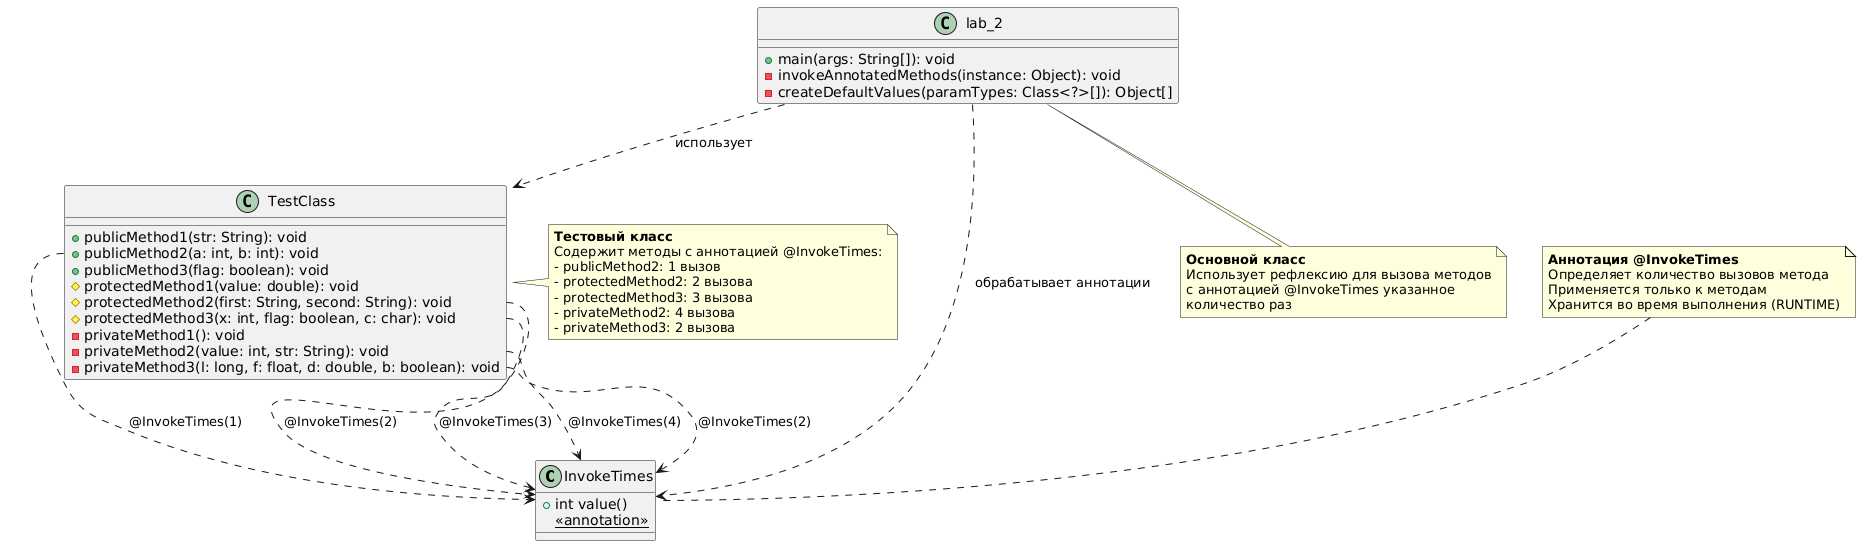 C lab_2
main(args: String[]): void
invokeAnnotatedMethods(instance: Object): void
createDefaultValues(paramTypes: Class<?>[]): Object[]
использует
C TestClass
publicMethod1(str: String): void
publicMethod2(a: int, b: int): void
publicMethod3(flag: boolean): void
protectedMethod1(value: double): void
protectedMethod2(first: String, second: String): void
protectedMethod3(x: int, flag: boolean, c: char): void
privateMethod1(): void
privateMethod2(value: int, str: String): void
privateMethod3(l: long, f: float, d: double, b: boolean): void
Тестовый класс
Содержит методы с аннотацией @InvokeTimes:
- publicMethod2: 1 вызов
- protectedMethod2: 2 вызова
- protectedMethod3: 3 вызова
- privateMethod2: 4 вызова
- privateMethod3: 2 вызова
обрабатывает аннотации
Основной класс
Использует рефлексию для вызова методов
с аннотацией @InvokeTimes указанное
количество раз
Аннотация @InvokeTimes
Определяет количество вызовов метода
Применяется только к методам
Хранится во время выполнения (RUNTIME)
@InvokeTimes(1)
@InvokeTimes(2)
@InvokeTimes(3)
@InvokeTimes(4)
@InvokeTimes(2)
C InvokeTimes
int value()
«annotation»